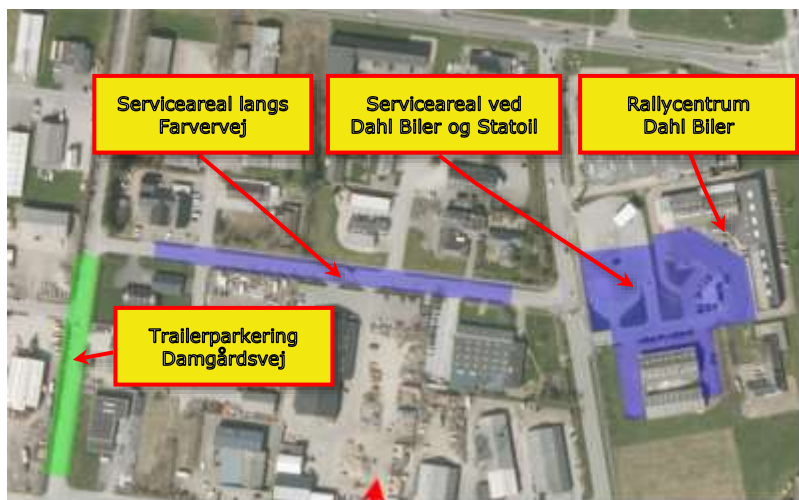 Serviceareal langs
Farvervej
Serviceareal ved
Dahl Biler og Statoil
Rallycentrum
Dahl Biler
Trailerparkering
Damgårdsvej